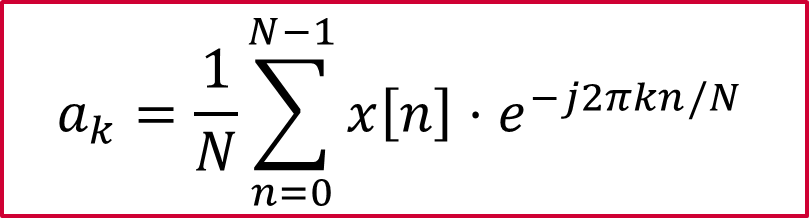 a_k = \frac{1}{N} \sum_{n=0}^{N-1} x[n] \cdot e^{-j2\pi kn/N}